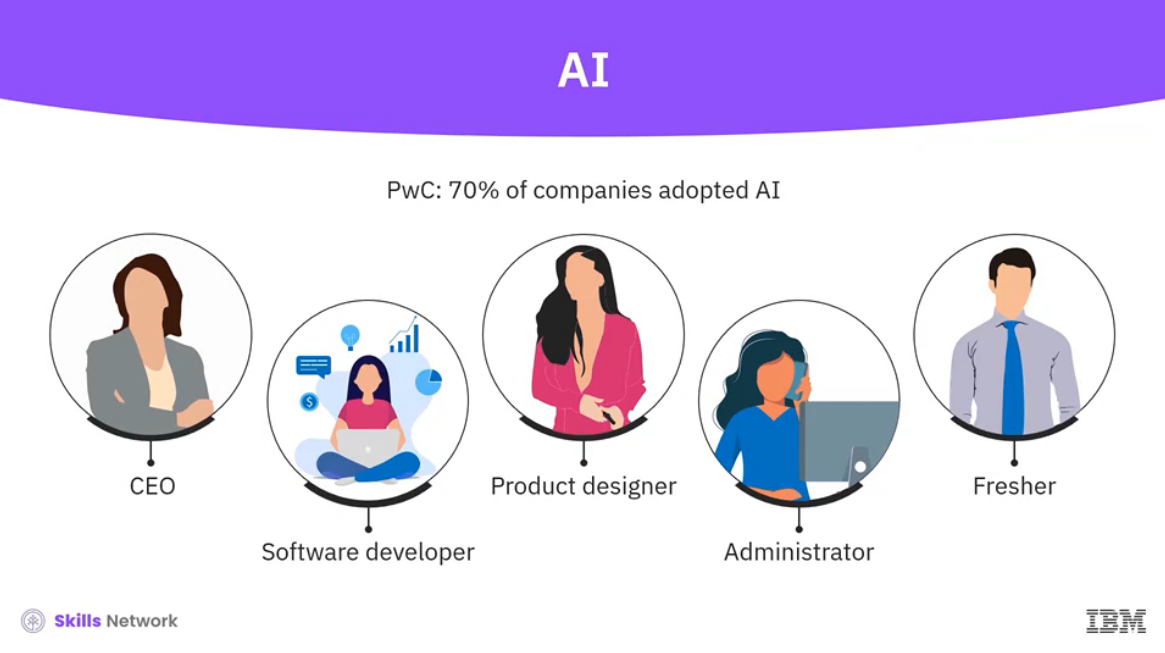 AI
PwC: 70% of companies adopted AI
CEO
Software developer
Product designer
Administrator
Fresher
Skills Network
IBM